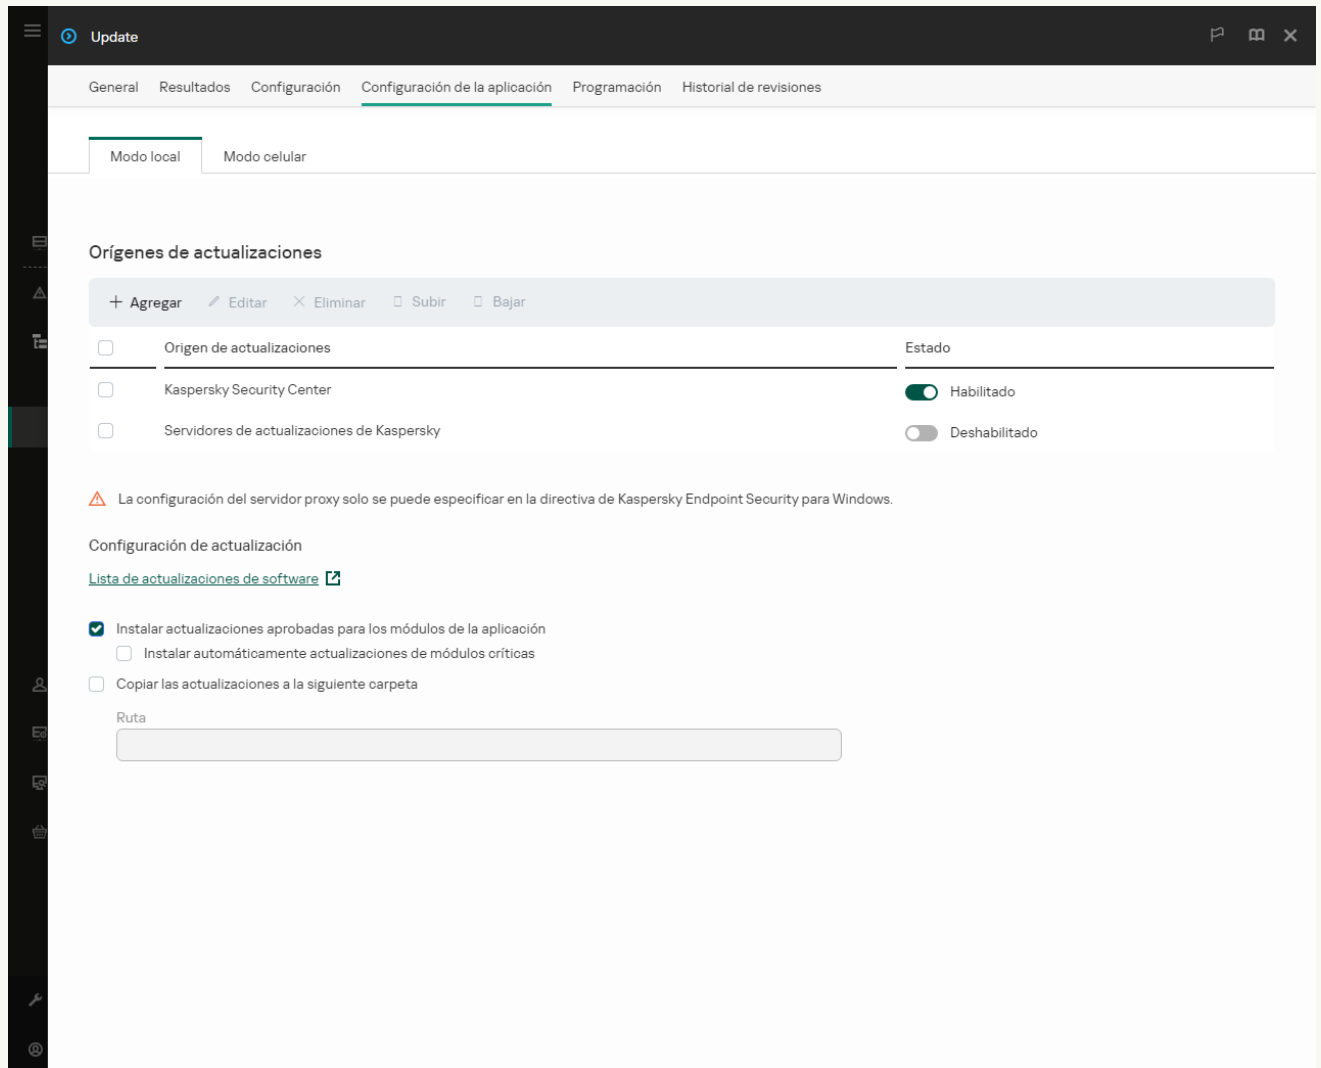 Update
General Resultados Configuración Configuración de la aplicación Programación Historial de revisiones
Modo local Modo celular
Orígenes de actualizaciones
Agregar Editar Eliminar Subir Bajar
Origen de actualizaciones Estado
Kaspersky Security Center Habilitado
Servidores de actualizaciones de Kaspersky Deshabilitado
La configuración del servidor proxy solo se puede especificar en la directiva de Kaspersky Endpoint Security para Windows.
Configuración de actualización
Lista de actualizaciones de software
Instalar actualizaciones aprobadas para los módulos de la aplicación
Instalar automáticamente actualizaciones de módulos críticas
Copiar las actualizaciones a la siguiente carpeta
Ruta